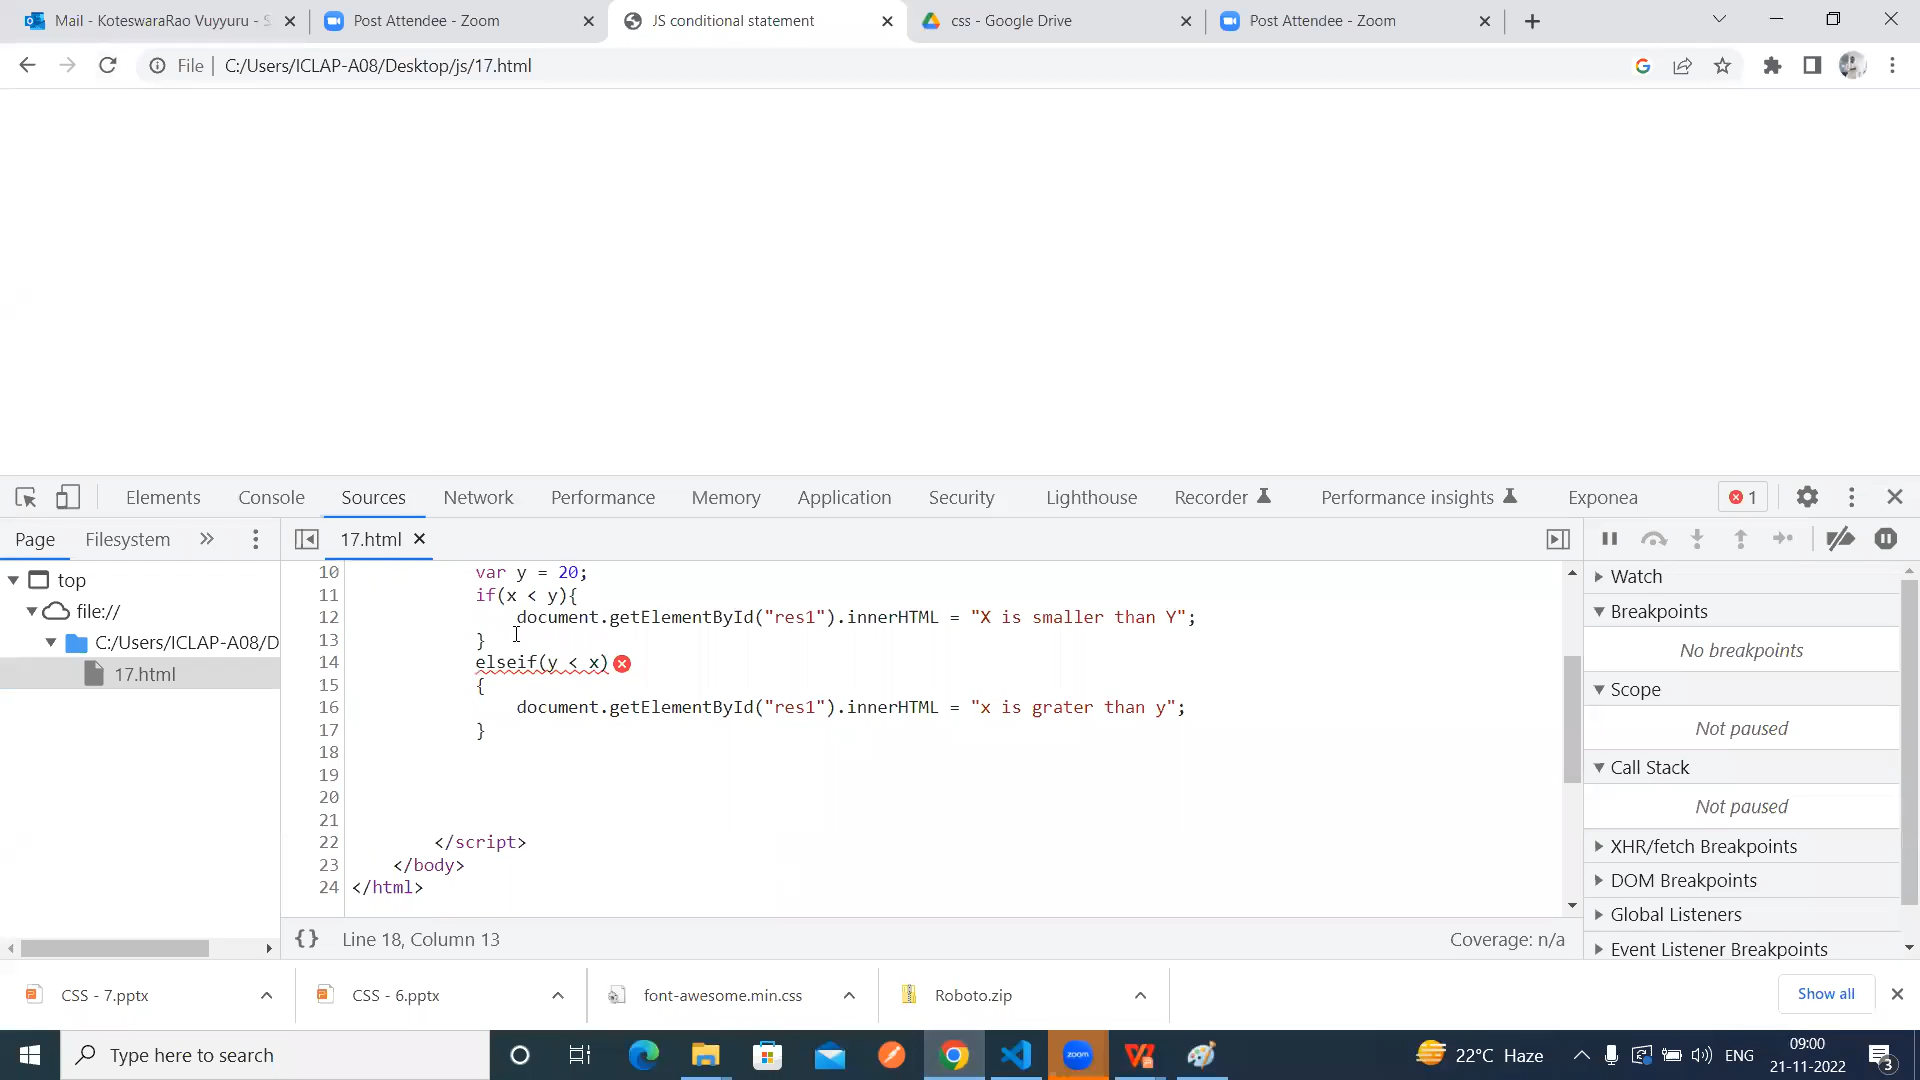 Mail - KoteswaraRao Vuyyuru - S
Post Attendee - Zoom
JS conditional statement
css - Google Drive
Post Attendee - Zoom
File | C:/Users/ICLAP-A08/Desktop/js/17.html
Elements Console Sources Network Performance Memory Application Security Lighthouse Recorder Performance insights Exponea 1
Page Filesystem
17.html
top
file://
C:/Users/ICLAP-A08/D
17.html
10 var y = 20;
11 if(x < y){
12 document.getElementById("res1").innerHTML = "X is smaller than Y";
13 }
14 elseif(y < x)
15 {
16 document.getElementById("res1").innerHTML = "x is grater than y";
17 }
18
19
20
21
22 </script>
23 </body>
24 </html>
{} Line 18, Column 13
Coverage: n/a
Watch
Breakpoints
No breakpoints
Scope
Not paused
Call Stack
Not paused
XHR/fetch Breakpoints
DOM Breakpoints
Global Listeners
Event Listener Breakpoints
CSS - 7.pptx
CSS - 6.pptx
font-awesome.min.css
Roboto.zip
Show all
Type here to search
zoom
22°C Haze
ENG
09:00
21-11-2022
3